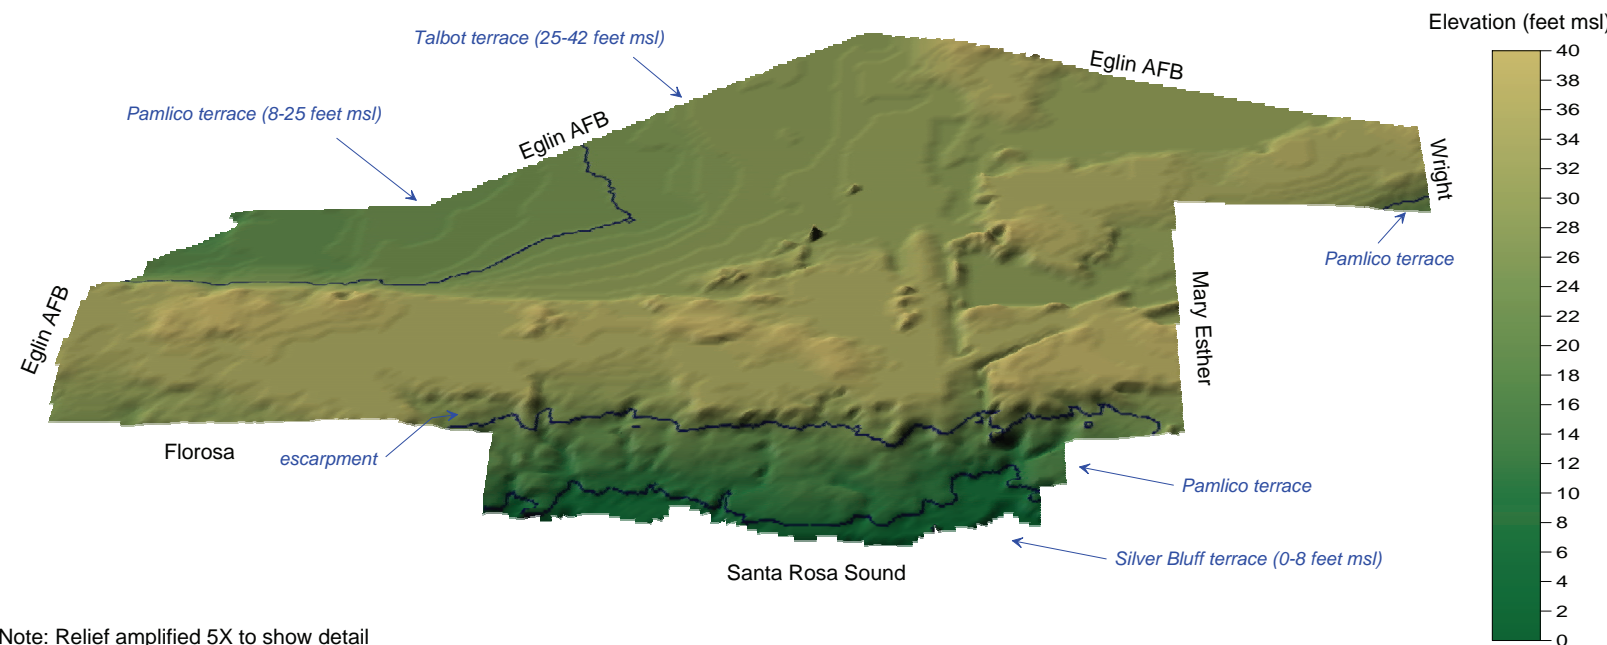 Elevation (feet msl)
Talbot terrace (25-42 feet msl)
Eglin AFB
Pamlico terrace (8-25 feet msl)
Eglin AFB
Wright
Pamlico terrace
Eglin AFB
Mary Esther
Florosa
escarpment
Pamlico terrace
Silver Bluff terrace (0-8 feet msl)
Santa Rosa Sound
Note: Relief amplified 5X to show detail
40
38
36
34
32
30
28
26
24
22
20
18
16
14
12
10
8
6
4
2
0